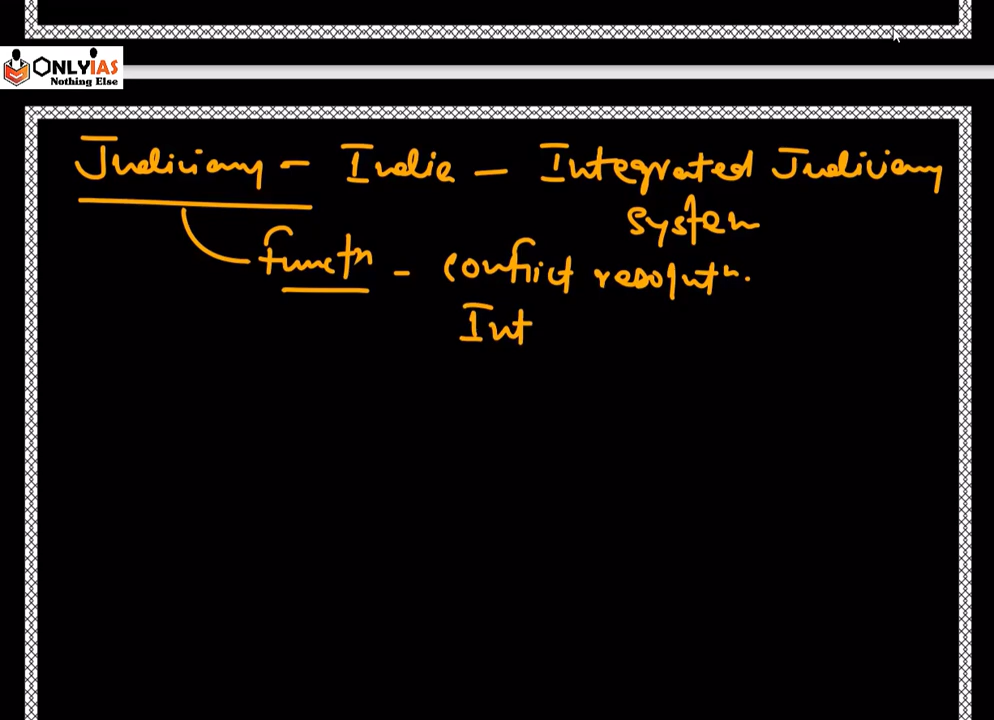 ONLYIAS
Nothing Else
Judiciary - India - Integrated Judiciary
system
functn - conflict resolutn.
Int